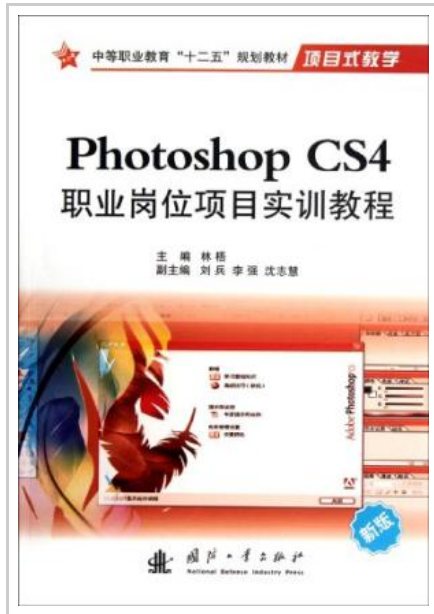 中等职业教育“十二五”规划教材
项目式教学
Photoshop CS4
职业岗位项目实训教程
主 编 林梧
副主编 刘兵 李强 沈志慧
Adobe Photoshop
新版
国防工业出版社
National Defense Industry Press